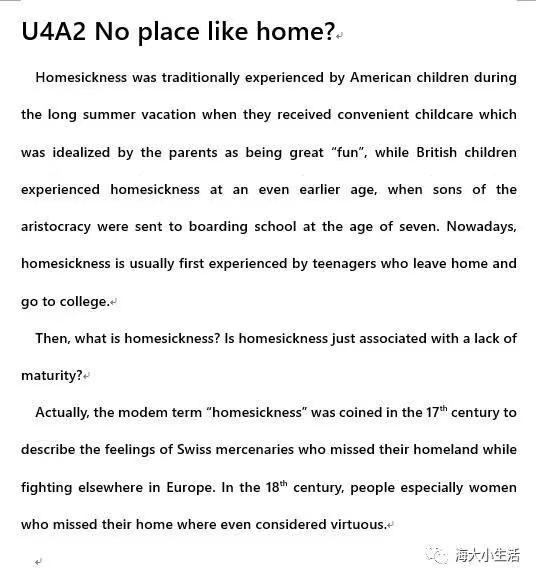 U4A2 No place like home?
Homesickness was traditionally experienced by American children during
the long summer vacation when they received convenient childcare which
was idealized by the parents as being great “fun”, while British children
experienced homesickness at an even earlier age, when sons of the
aristocracy were sent to boarding school at the age of seven. Nowadays,
homesickness is usually first experienced by teenagers who leave home and
go to college.
Then, what is homesickness? Is homesickness just associated with a lack of
maturity?
Actually, the modem term “homesickness” was coined in the 17th century to
describe the feelings of Swiss mercenaries who missed their homeland while
fighting elsewhere in Europe. In the 18th century, people especially women
who missed their home where even considered virtuous.
海大小生活